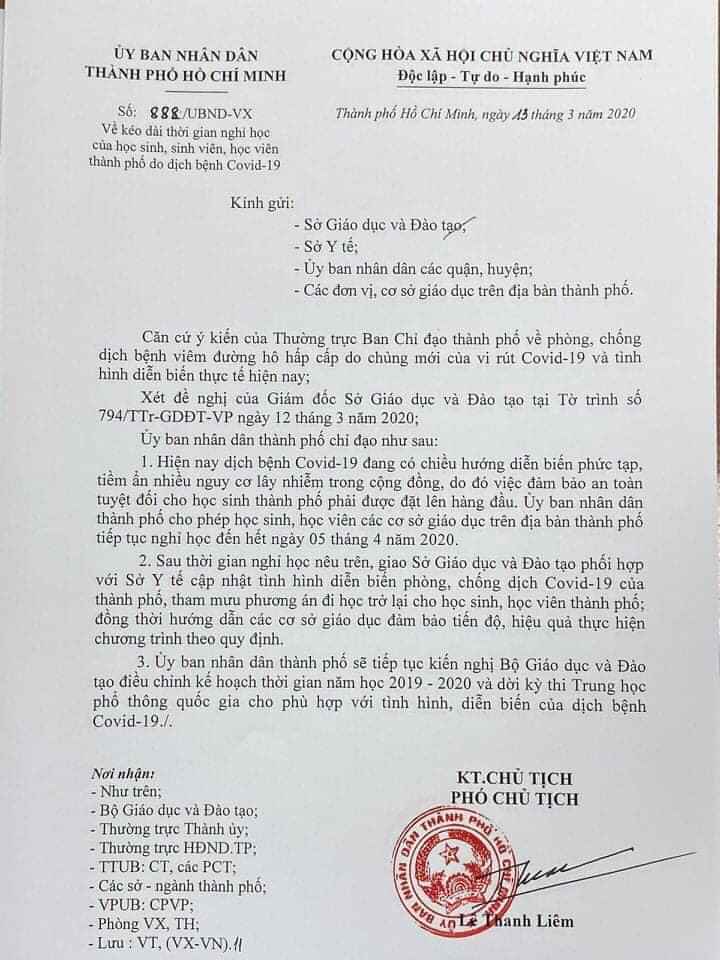 ỦY BAN NHÂN DÂN
THÀNH PHỐ HỒ CHÍ MINH
CỘNG HÒA XÃ HỘI CHỦ NGHĨA VIỆT NAM
Độc lập - Tự do - Hạnh phúc
Số: 888/UBND-VX
Về kéo dài thời gian nghỉ học
của học sinh, sinh viên, học viên
thành phố do dịch bệnh Covid-19
Thành phố Hồ Chí Minh, ngày 13 tháng 3 năm 2020
Kính gửi:
- Sở Giáo dục và Đào tạo;
- Sở Y tế;
- Ủy ban nhân dân các quận, huyện;
- Các đơn vị, cơ sở giáo dục trên địa bàn thành phố.
Căn cứ ý kiến của Thường trực Ban Chỉ đạo thành phố về phòng, chống
dịch bệnh viêm đường hô hấp cấp do chủng mới của vi rút Covid-19 và tình
hình diễn biến thực tế hiện nay;
Xét đề nghị của Giám đốc Sở Giáo dục và Đào tạo tại Tờ trình số
794/TTr-GDĐT-VP ngày 12 tháng 3 năm 2020;
Ủy ban nhân dân thành phố chỉ đạo như sau:
1. Hiện nay dịch bệnh Covid-19 đang có chiều hướng diễn biến phức tạp,
tiềm ẩn nhiều nguy cơ lây nhiễm trong cộng đồng, do đó việc đảm bảo an toàn
tuyệt đối cho học sinh thành phố phải được đặt lên hàng đầu. Ủy ban nhân dân
thành phố cho phép học sinh, học viên các cơ sở giáo dục trên địa bàn thành phố
tiếp tục nghỉ học đến hết ngày 05 tháng 4 năm 2020.
2. Sau thời gian nghỉ học nêu trên, giao Sở Giáo dục và Đào tạo phối hợp
với Sở Y tế cập nhật tình hình diễn biến phòng, chống dịch Covid-19 của
thành phố, tham mưu phương án đi học trở lại cho học sinh, học viên thành phố;
đồng thời hướng dẫn các cơ sở giáo dục đảm bảo tiến độ, hiệu quả thực hiện
chương trình theo quy định.
3. Ủy ban nhân dân thành phố sẽ tiếp tục kiến nghị Bộ Giáo dục và Đào
tạo điều chỉnh kế hoạch thời gian năm học 2019 - 2020 và dời kỳ thi Trung học
phổ thông quốc gia cho phù hợp với tình hình, diễn biến của dịch bệnh
Covid-19./.
Nơi nhận:
- Như trên;
- Bộ Giáo dục và Đào tạo;
- Thường trực Thành ủy;
- Thường trực HĐND.TP;
- TTUB: CT, các PCT;
- Các sở - ngành thành phố;
- VPUB: CPVP;
- Phòng VX, TH;
- Lưu : VT, (VX-VN).
KT.CHỦ TỊCH
PHÓ CHỦ TỊCH
ỦY BAN NHÂN DÂN THÀNH PHỐ HỒ CHÍ MINH
Lê Thanh Liêm